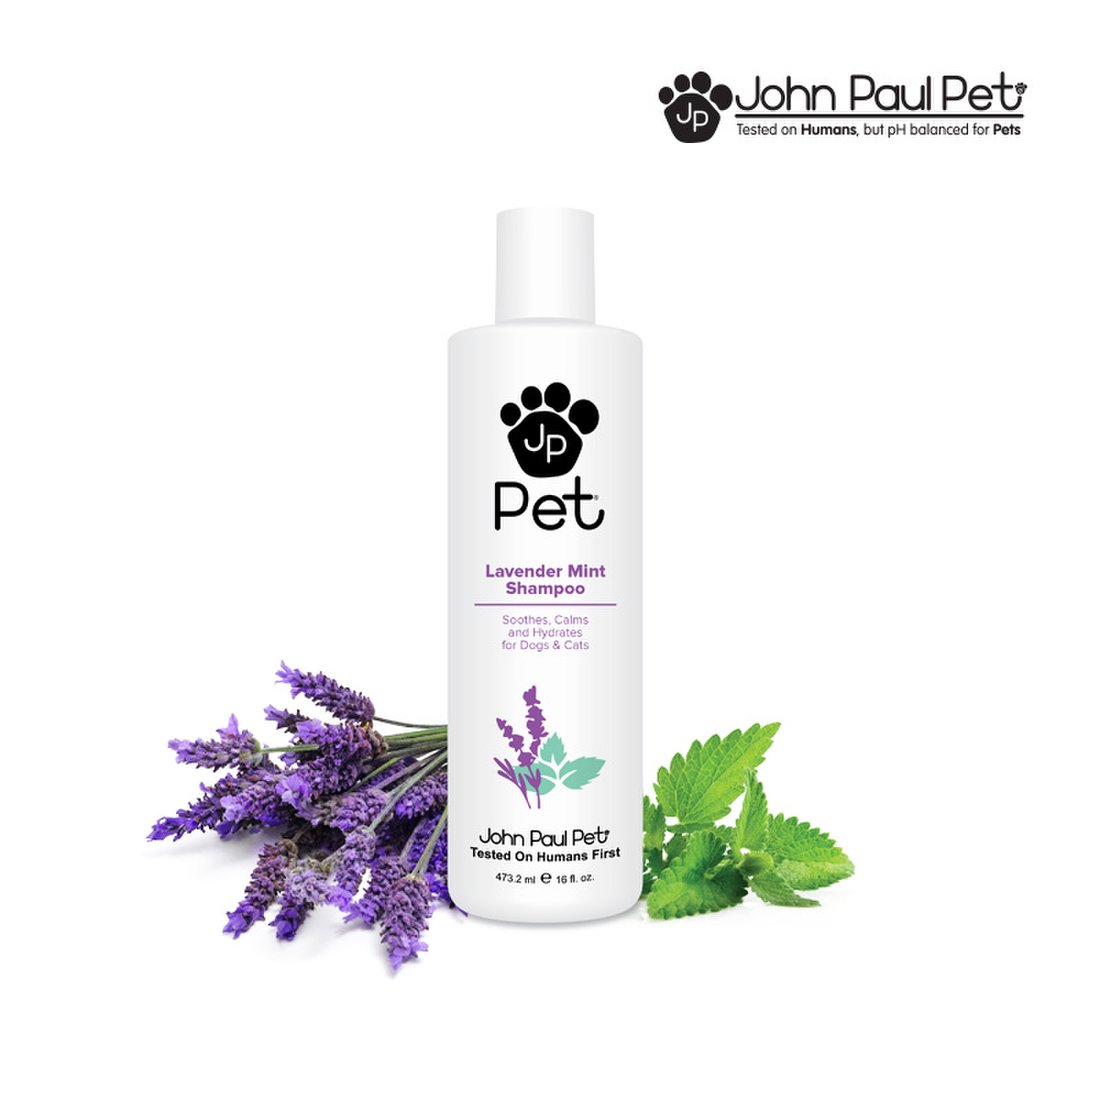 JP John Paul Pet®
Tested on Humans, but pH balanced for Pets
JP
Pet®
Lavender Mint
Shampoo
Soothes, Calms
and Hydrates
for Dogs & Cats
John Paul Pet®
Tested On Humans First
473.2 ml ℮ 16 fl. oz.